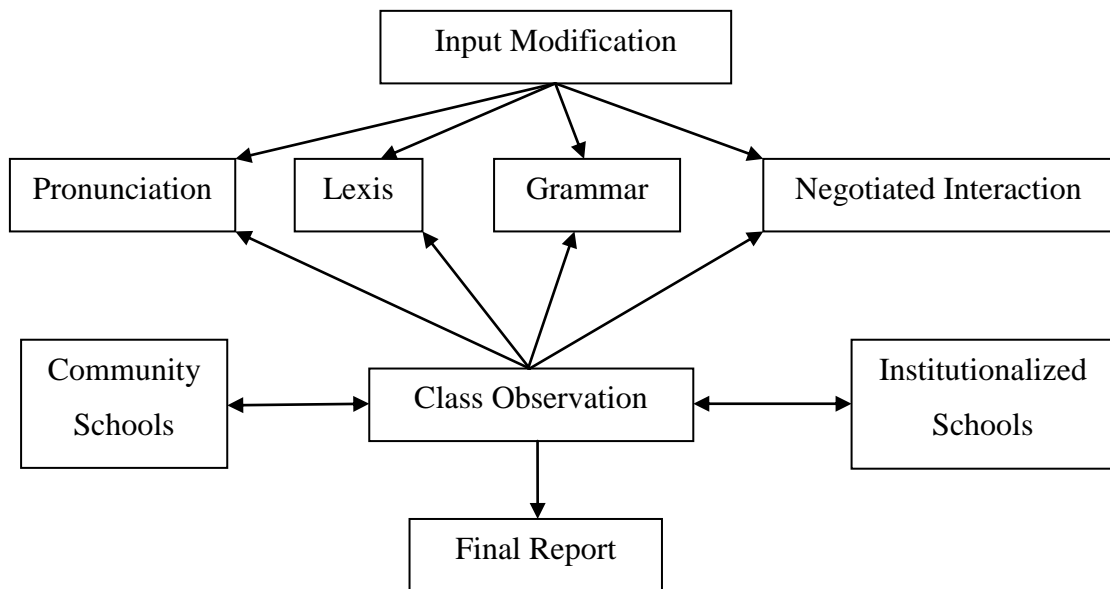 Input Modification
Pronunciation
Lexis
Grammar
Negotiated Interaction
Community
Schools
Class Observation
Institutionalized
Schools
Final Report